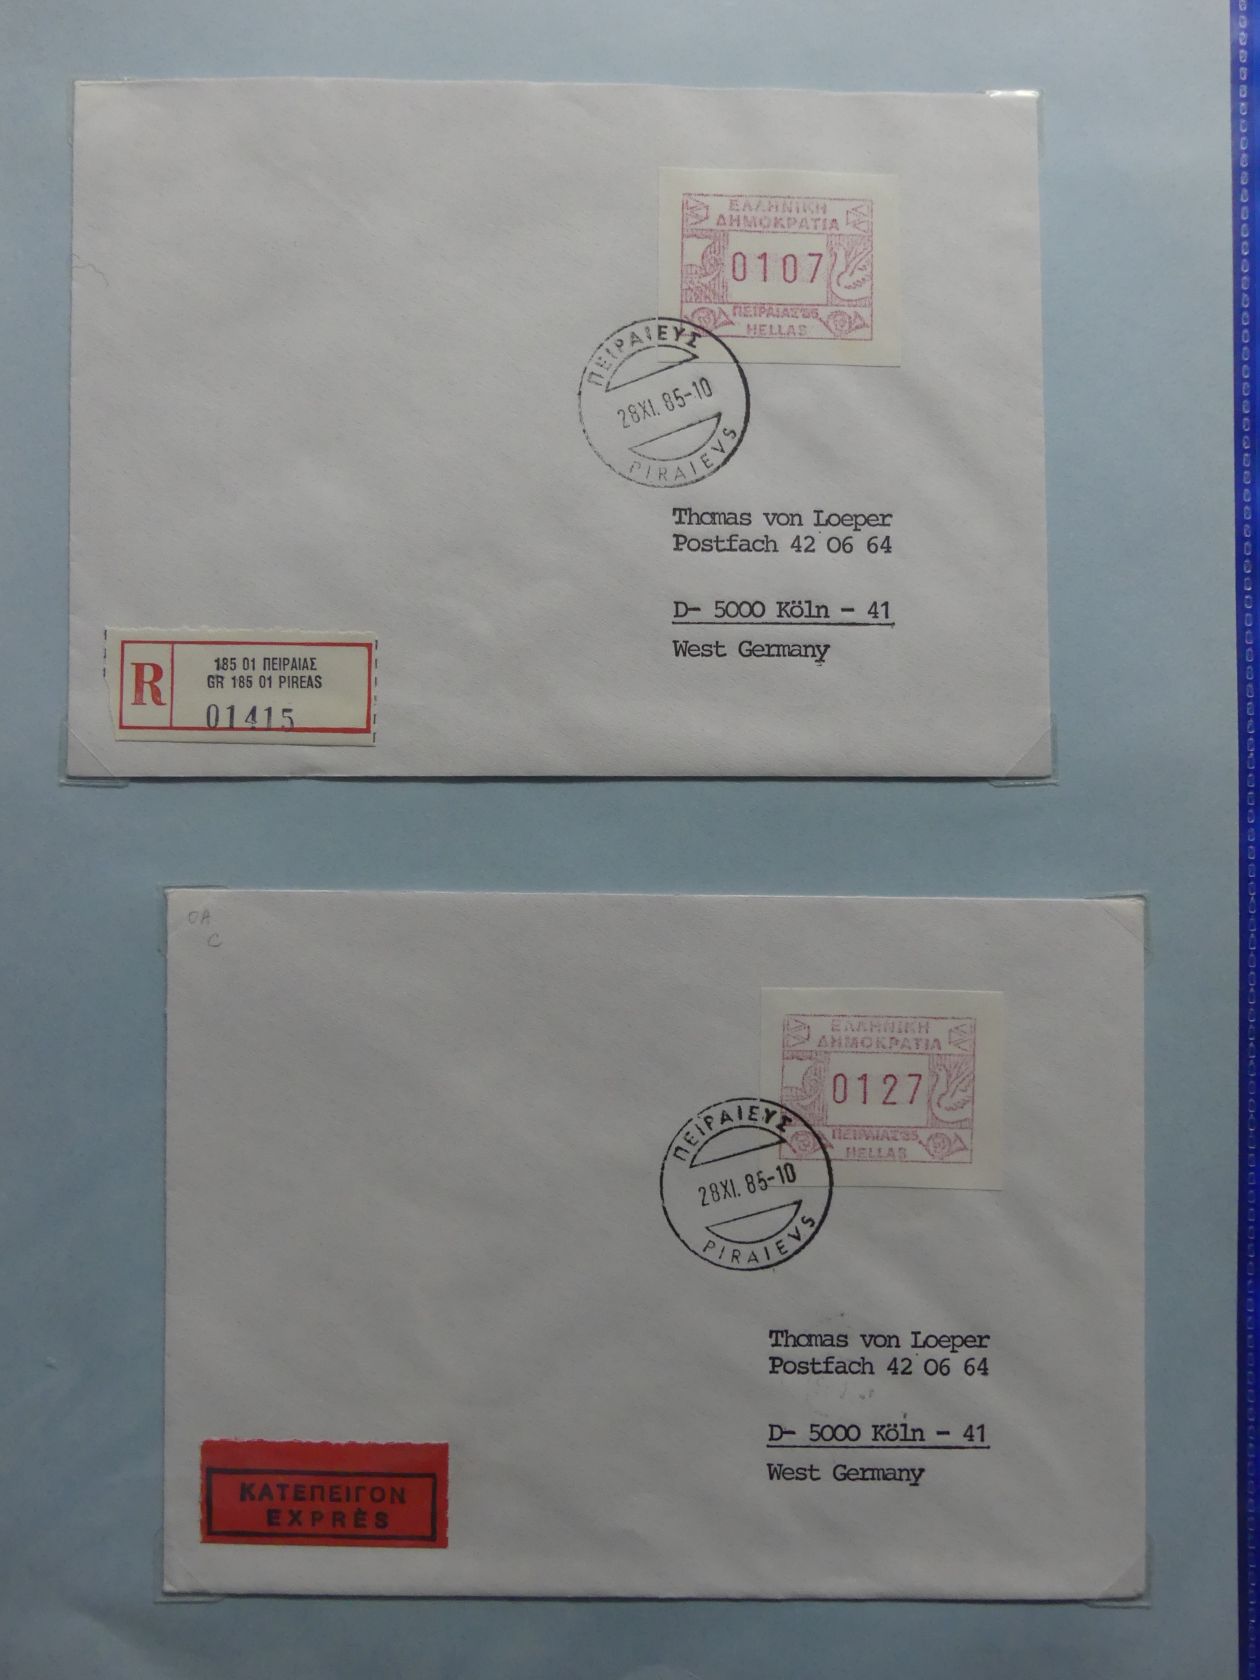 ΕΛΛΗΝΙΚΗ
ΔΗΜΟΚΡΑΤΙΑ
0107
ΠΕΙΡΑΙΑΣ'85
HELLAS
ΠΕΙΡΑΙΕΥΣ
28XI. 85-10
PIRAIEVS
Thomas von Loeper
Postfach 42 06 64
D- 5000 Köln - 41
West Germany
R
185 01 ΠΕΙΡΑΙΑΣ
GR 185 01 PIREAS
01415
OA
C
ΕΛΛΗΝΙΚΗ
ΔΗΜΟΚΡΑΤΙΑ
0127
ΠΕΙΡΑΙΑΣ'85
HELLAS
ΠΕΙΡΑΙΕΥΣ
28XI. 85-10
PIRAIEVS
Thomas von Loeper
Postfach 42 06 64
D- 5000 Köln - 41
West Germany
ΚΑΤΕΠΕΙΓΟΝ
EXPRÈS